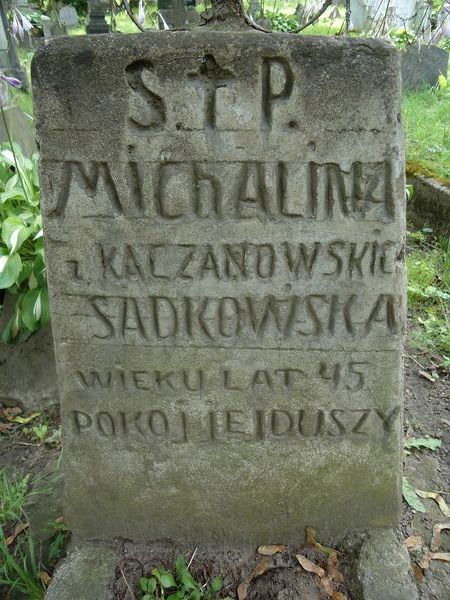 S. † P.
MIChALINA
z KACZANOWSKICh
SADKOWSKA
WIEKU LAT 45
POKOJ JEJ DUSZY